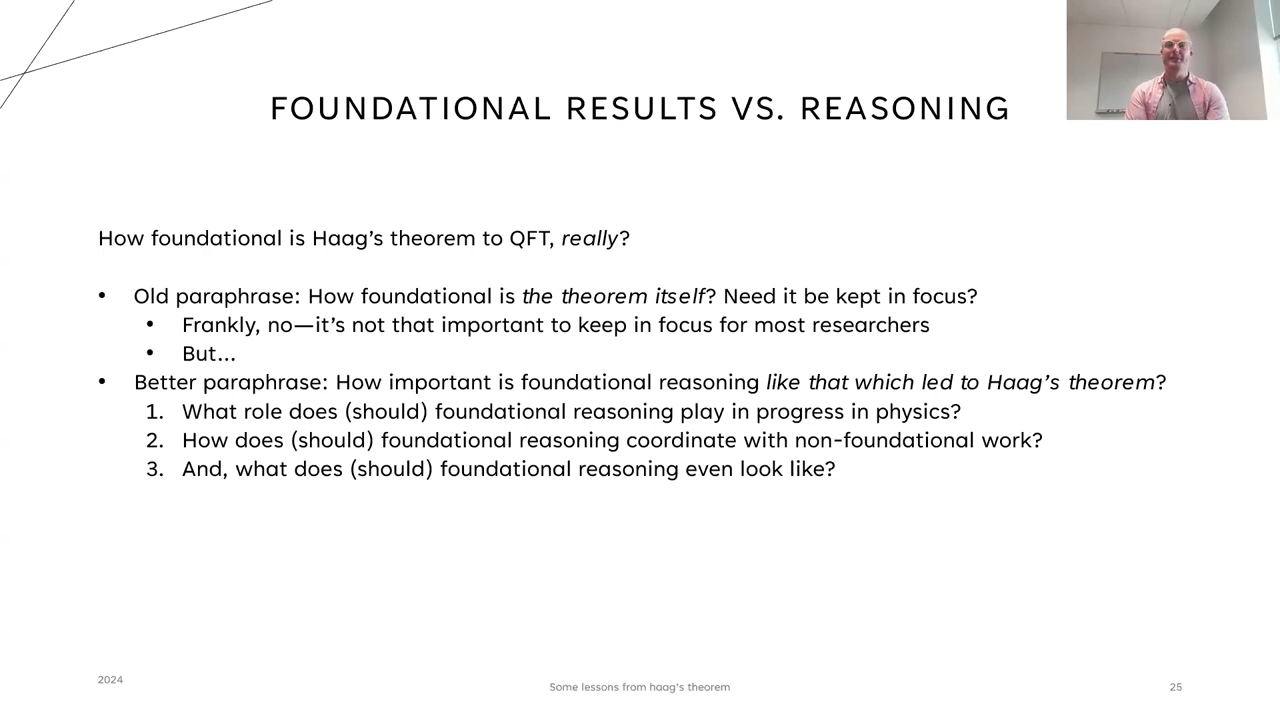 FOUNDATIONAL RESULTS VS. REASONING
How foundational is Haag's theorem to QFT, really?
• Old paraphrase: How foundational is the theorem itself? Need it be kept in focus?
• Frankly, no—it's not that important to keep in focus for most researchers
• But...
• Better paraphrase: How important is foundational reasoning like that which led to Haag's theorem?
1. What role does (should) foundational reasoning play in progress in physics?
2. How does (should) foundational reasoning coordinate with non-foundational work?
3. And, what does (should) foundational reasoning even look like?
2024
Some lessons from haag's theorem
25